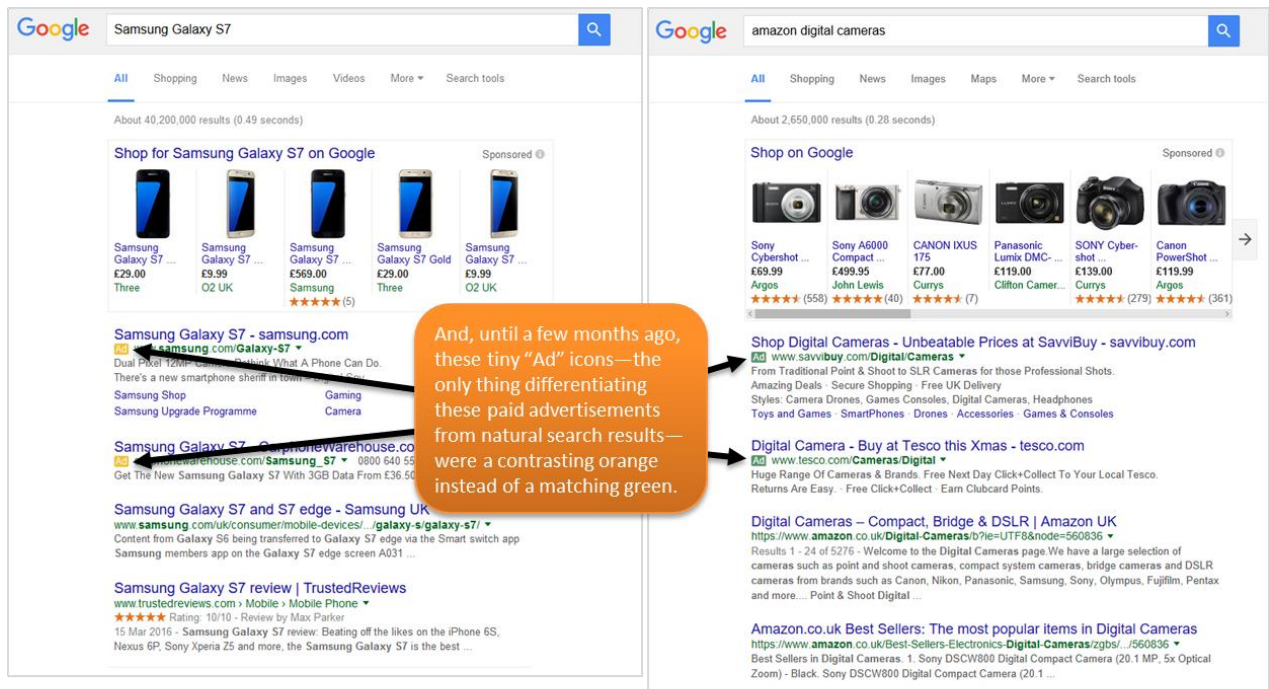 Google
Samsung Galaxy S7
All Shopping News Images Videos More Search tools
About 40,200,000 results (0.49 seconds)
Shop for Samsung Galaxy S7 on Google
Sponsored
Samsung Galaxy S7 ...
£29.00
Three
Samsung Galaxy S7 ...
£9.99
O2 UK
Samsung Galaxy S7 ...
£569.00
Samsung
★★★★★ (5)
Samsung Galaxy S7 Gold
£29.00
Three
Samsung Galaxy S7 ...
£9.99
O2 UK
Samsung Galaxy S7 - samsung.com
Ad .samsung.com/Galaxy-S7
Dual Pixel 12MP What A Phone Can Do.
There's a new smartphone sheriff in town
Samsung Shop Gaming
Samsung Upgrade Programme Camera
Samsung Galaxy S7 - CarphoneWarehouse.co
Ad nonewarehouse.com/Samsung_S7 0800 640 55
Get The New Samsung Galaxy S7 With 3GB Data From £36.50
Samsung Galaxy S7 and S7 edge - Samsung UK
www.samsung.com/uk/consumer/mobile-devices/.../galaxy-s/galaxy-s7/
Content from Galaxy S6 being transferred to Galaxy S7 edge via the Smart switch app
Samsung members app on the Galaxy S7 edge screen A031 ...
Samsung Galaxy S7 review | TrustedReviews
www.trustedreviews.com › Mobile › Mobile Phone
★★★★★ Rating: 10/10 - Review by Max Parker
15 Mar 2016 - Samsung Galaxy S7 review: Beating off the likes on the iPhone 6S,
Nexus 6P, Sony Xperia Z5 and more, the Samsung Galaxy S7 is the best ...
And, until a few months ago,
these tiny “Ad” icons—the
only thing differentiating
these paid advertisements
from natural search results—
were a contrasting orange
instead of a matching green.
Google
amazon digital cameras
All Shopping News Images Maps More Search tools
About 2,650,000 results (0.28 seconds)
Shop on Google
Sponsored
Sony Cybershot ...
£69.99
Argos
(558)
Sony A6000 Compact ...
£499.95
John Lewis
(40)
CANON IXUS 175
£77.00
Currys
(7)
Panasonic Lumix DMC- ...
£119.00
Clifton Camer...
SONY Cyber-shot ...
£139.00
Currys
(279)
Canon PowerShot ...
£119.99
Argos
(361)
Shop Digital Cameras - Unbeatable Prices at SavviBuy - savvibuy.com
Ad www.savvibuy.com/Digital/Cameras
From Traditional Point & Shoot to SLR Cameras for those Professional Shots.
Amazing Deals · Secure Shopping · Free UK Delivery
Styles: Camera Drones, Games Consoles, Digital Cameras, Headphones
Toys and Games · SmartPhones · Drones · Accessories · Games & Consoles
Digital Camera - Buy at Tesco this Xmas - tesco.com
Ad www.tesco.com/Cameras/Digital
Huge Range Of Cameras & Brands. Free Next Day Click+Collect To Your Local Tesco.
Returns Are Easy. · Free Click+Collect · Earn Clubcard Points.
Digital Cameras – Compact, Bridge & DSLR | Amazon UK
https://www.amazon.co.uk/Digital-Cameras/b?ie=UTF8&node=560836
Results 1 - 24 of 5276 - Welcome to the Digital Cameras page.We have a large selection of
cameras such as point and shoot cameras, compact system cameras, bridge cameras and DSLR
cameras from brands such as Canon, Nikon, Panasonic, Samsung, Sony, Olympus, Fujifilm, Pentax
and more.... Point & Shoot Digital ...
Amazon.co.uk Best Sellers: The most popular items in Digital Cameras
https://www.amazon.co.uk/Best-Sellers-Electronics-Digital-Cameras/zgbs/.../560836
Best Sellers in Digital Cameras. 1. Sony DSCW800 Digital Compact Camera (20.1 MP, 5x Optical
Zoom) - Black. Sony DSCW800 Digital Compact Camera (20.1 ...